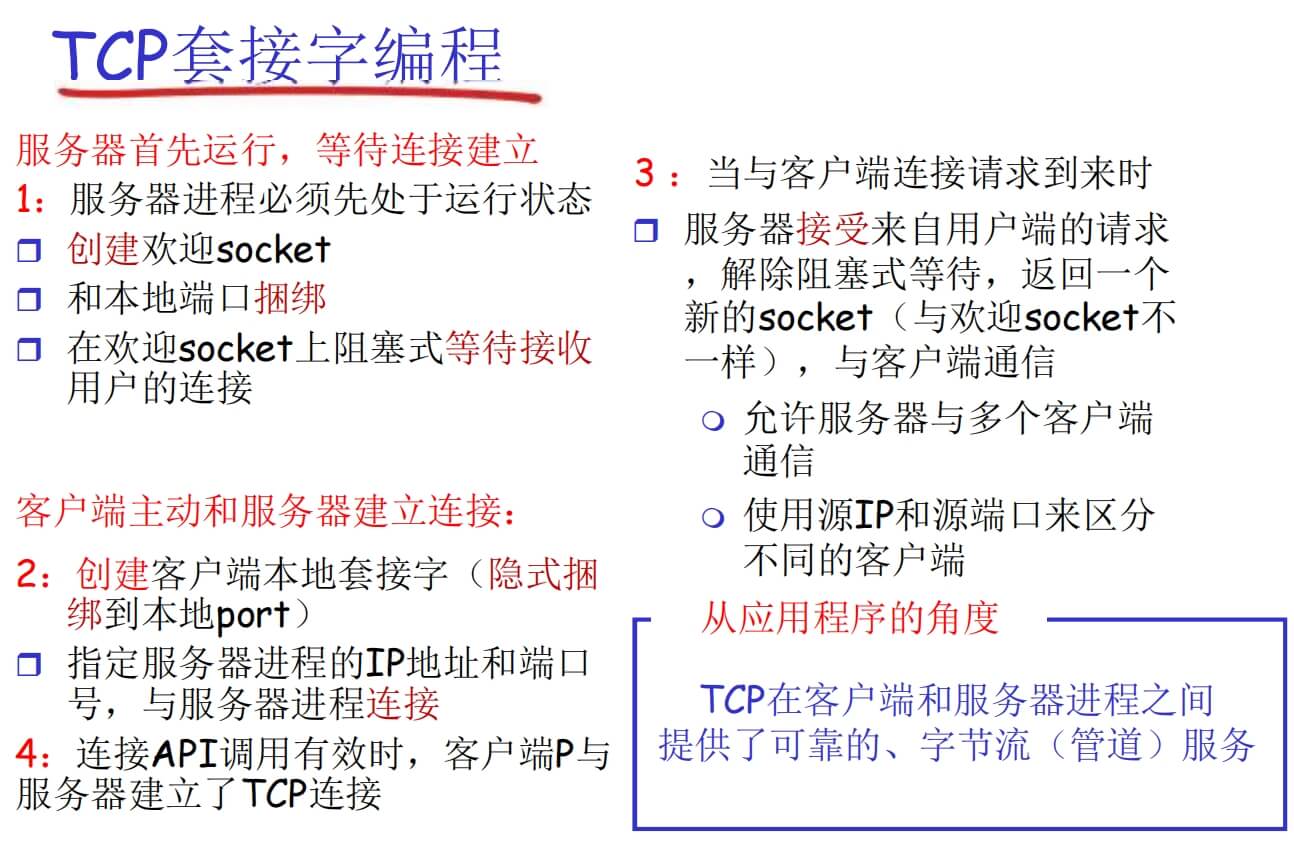 TCP套接字编程
服务器首先运行，等待连接建立
1：服务器进程必须先处于运行状态
创建欢迎socket
和本地端口捆绑
在欢迎socket上阻塞式等待接收
用户的连接
客户端主动和服务器建立连接：
2：创建客户端本地套接字（隐式捆
绑到本地port）
指定服务器进程的IP地址和端口
号，与服务器进程连接
4：连接API调用有效时，客户端P与
服务器建立了TCP连接
3：当与客户端连接请求到来时
服务器接受来自用户端的请求
，解除阻塞式等待，返回一个
新的socket（与欢迎socket不
一样），与客户端通信
允许服务器与多个客户端
通信
使用源IP和源端口来区分
不同的客户端
从应用程序的角度
TCP在客户端和服务器进程之间
提供了可靠的、字节流（管道）服务